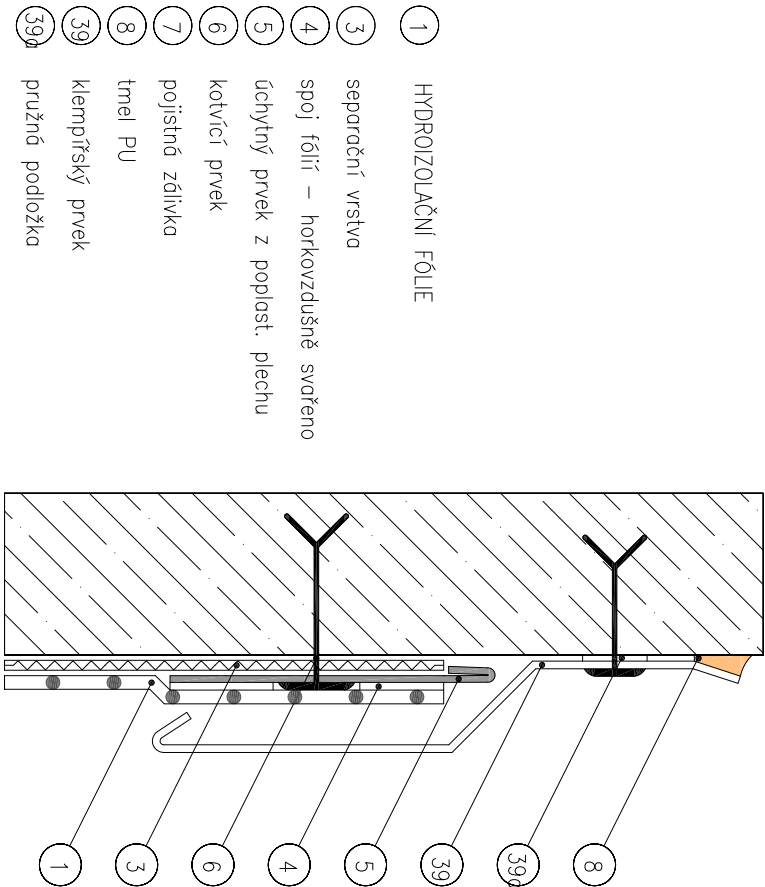 1 HYDROIZOLAČNÍ FÓLIE
3 separační vrstva
4 spoj fólií – horkovzdušně svařeno
5 úchytný prvek z poplast. plechu
6 kotvící prvek
7 pojistná zálivka
8 tmel PU
39 klempířský prvek
39a pružná podložka
8
39a
39
5
4
6
3
1